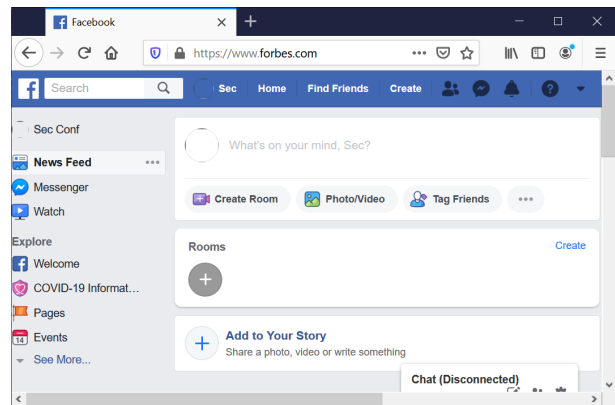 Facebook
https://www.forbes.com
Search
Sec Home Find Friends Create
Sec Conf
News Feed
Messenger
Watch
Explore
Welcome
COVID-19 Informat...
Pages
14 Events
See More...
What's on your mind, Sec?
Create Room Photo/Video Tag Friends
Rooms Create
Add to Your Story
Share a photo, video or write something
Chat (Disconnected)